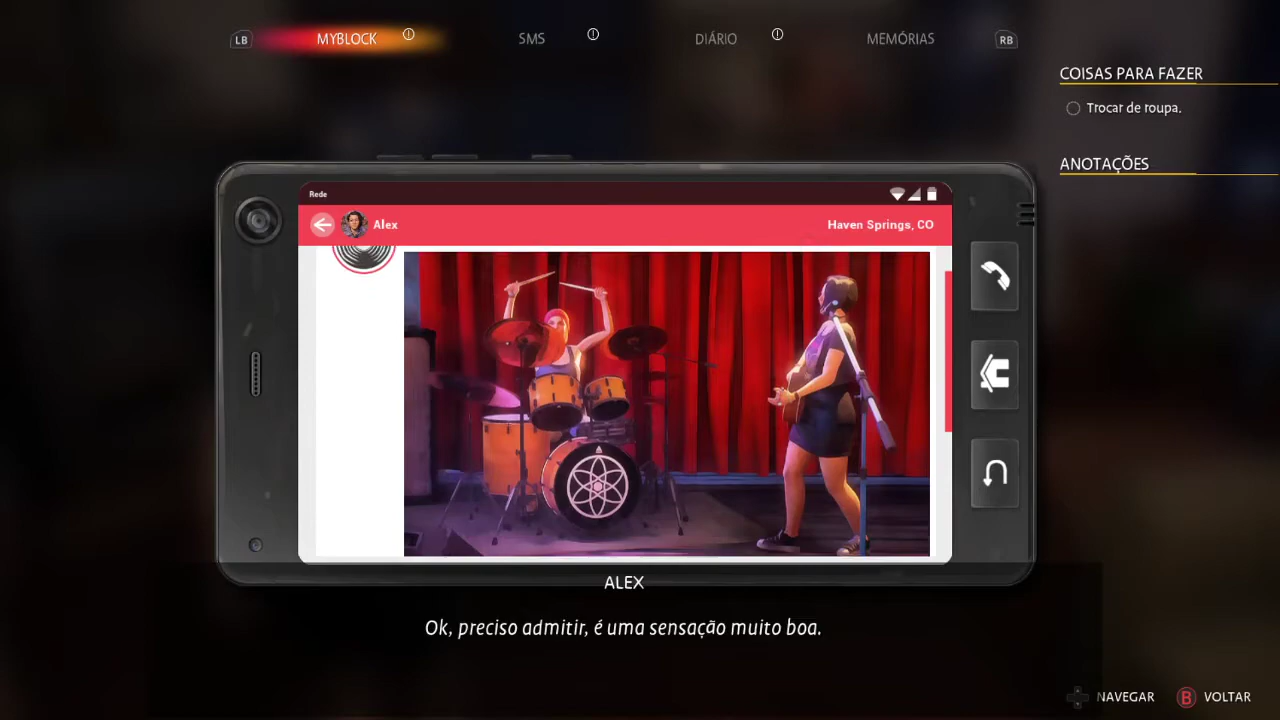 LB MYBLOCK SMS DIÁRIO MEMÓRIAS RB
COISAS PARA FAZER
Trocar de roupa.
ANOTAÇÕES
Rede
Alex Haven Springs, CO
ALEX
Ok, preciso admitir, é uma sensação muito boa.
NAVEGAR B VOLTAR